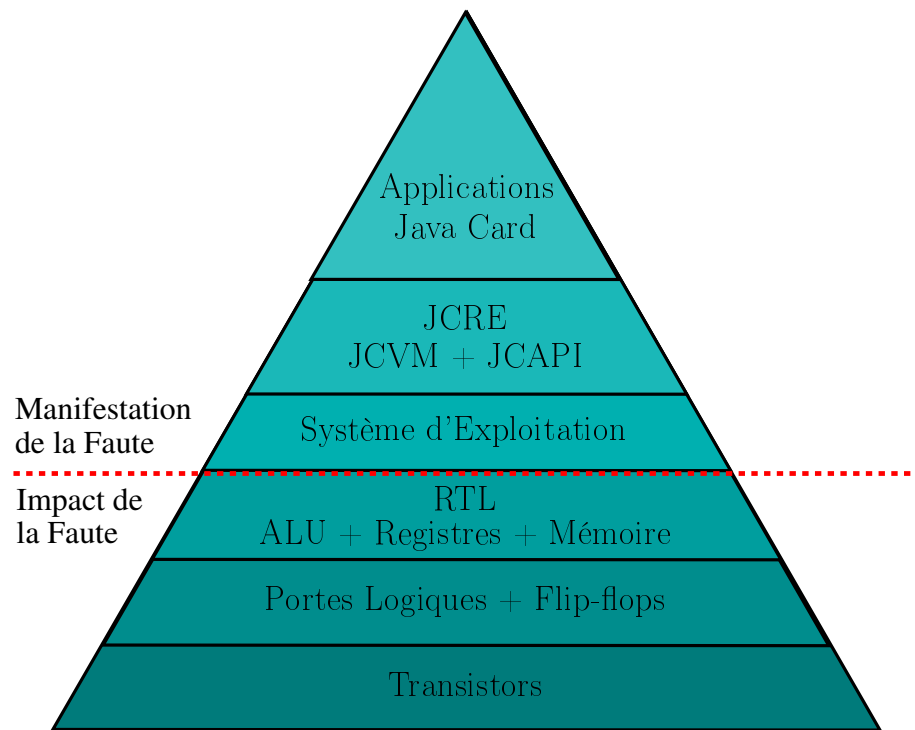 Applications
Java Card
JCRE
JCVM + JCAPI
Manifestation
de la Faute
Système d'Exploitation
Impact de
la Faute
RTL
ALU + Registres + Mémoire
Portes Logiques + Flip-flops
Transistors